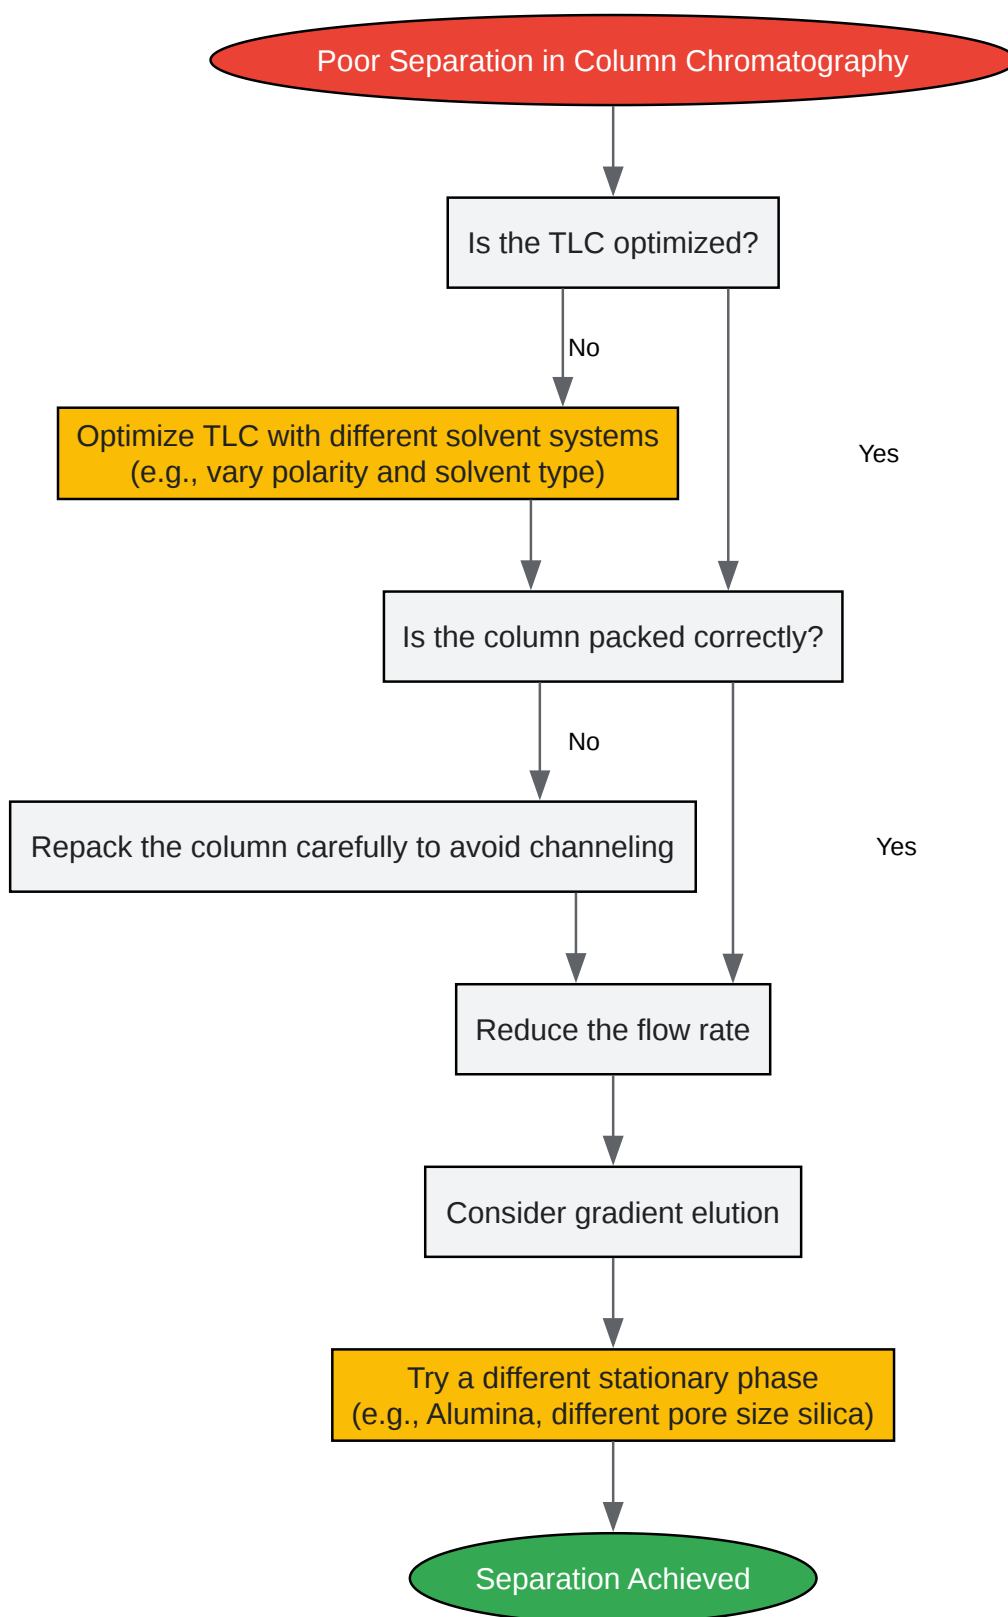 Poor Separation in Column Chromatography
Is the TLC optimized?
No
Optimize TLC with different solvent systems
(e.g., vary polarity and solvent type)
Yes
Is the column packed correctly?
No
Repack the column carefully to avoid channeling
Yes
Reduce the flow rate
Consider gradient elution
Try a different stationary phase
(e.g., Alumina, different pore size silica)
Separation Achieved